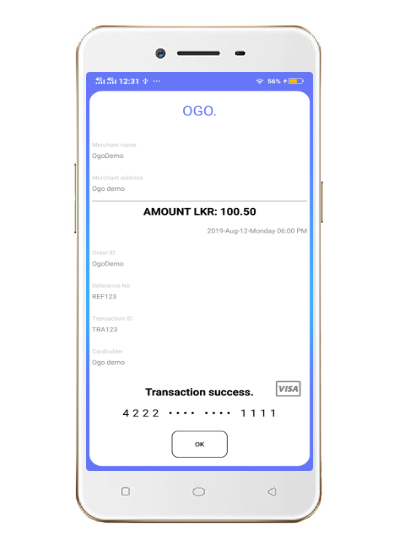 12:31
56%
OGO.
Merchant name
OgoDemo
Merchant address
Ogo demo
AMOUNT LKR: 100.50
2019-Aug-12-Monday 06:00 PM
Order ID
OgoDemo
Reference No
REF123
Transaction ID
TRA123
Cardholder
Ogo demo
Transaction success.
VISA
4222 •••• •••• 1111
OK